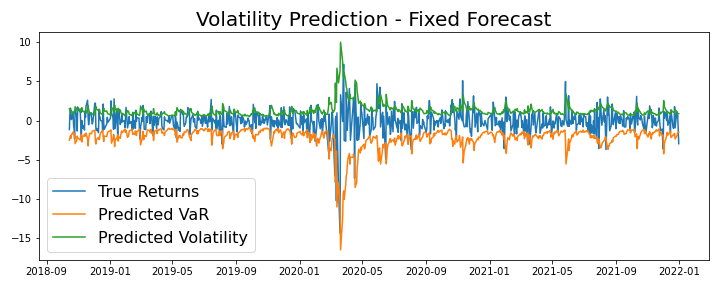 Volatility Prediction - Fixed Forecast
10
5
0
−5
−10
−15
True Returns
Predicted VaR
Predicted Volatility
2018-09 2019-01 2019-05 2019-09 2020-01 2020-05 2020-09 2021-01 2021-05 2021-09 2022-01